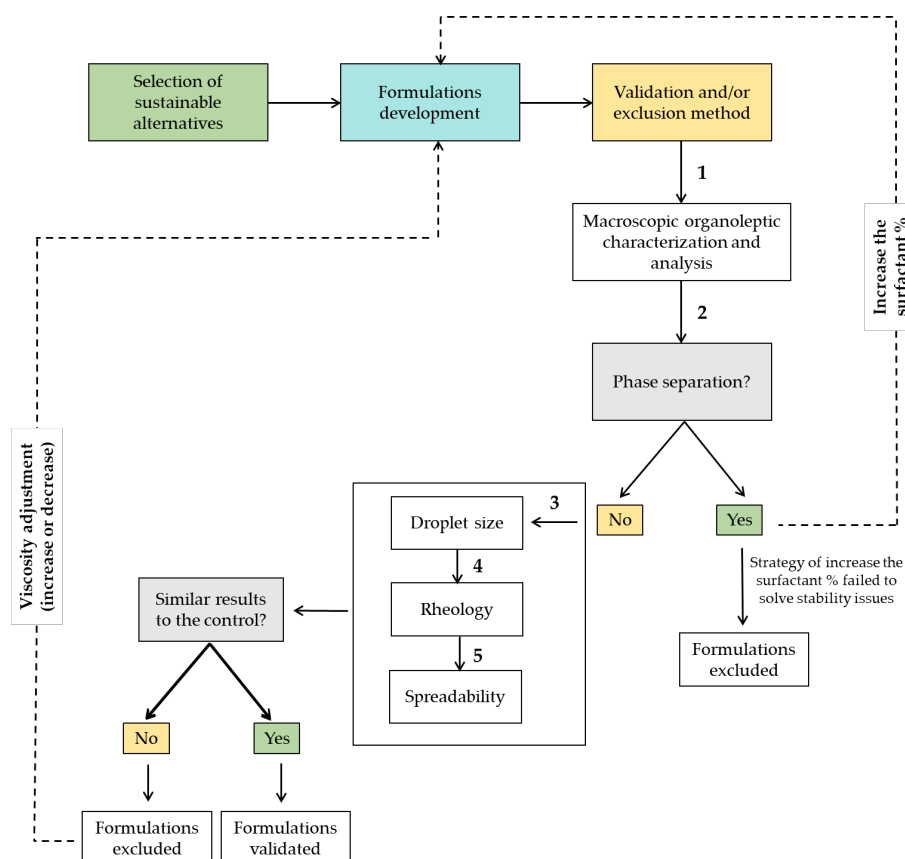 Selection of
sustainable
alternatives
Formulations
development
Validation and/or
exclusion method
1
Macroscopic organoleptic
characterization and
analysis
2
Increase the
surfactant %
Phase separation?
Viscosity adjustment
(increase or decrease)
3
No
Yes
Droplet size
4
Strategy of increase the
surfactant % failed to
solve stability issues
Similar results
to the control?
Rheology
5
Formulations
excluded
Spreadability
No
Yes
Formulations
excluded
Formulations
validated